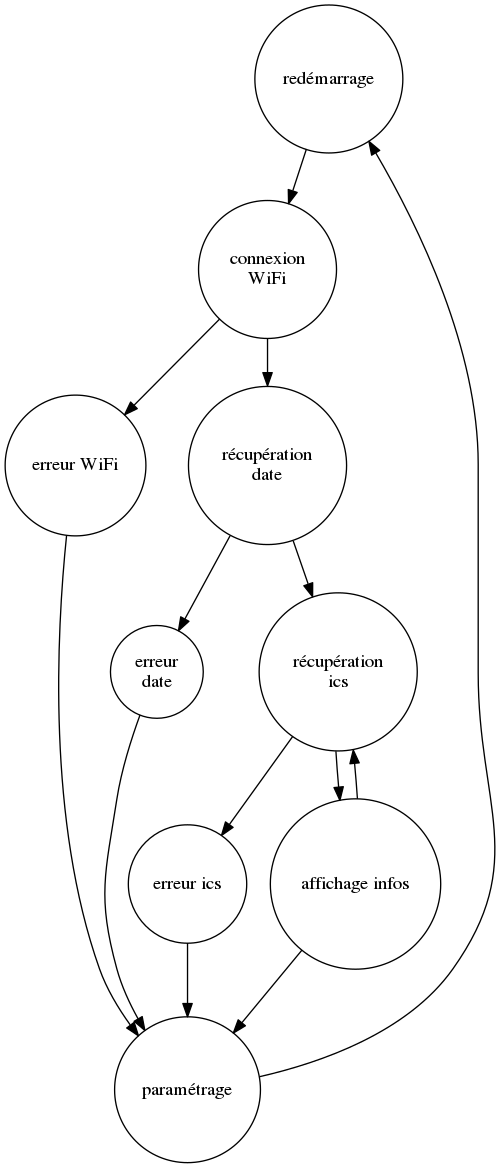 redémarrage
connexion
WiFi
erreur WiFi
récupération
date
erreur
date
récupération
ics
erreur ics
affichage infos
paramétrage